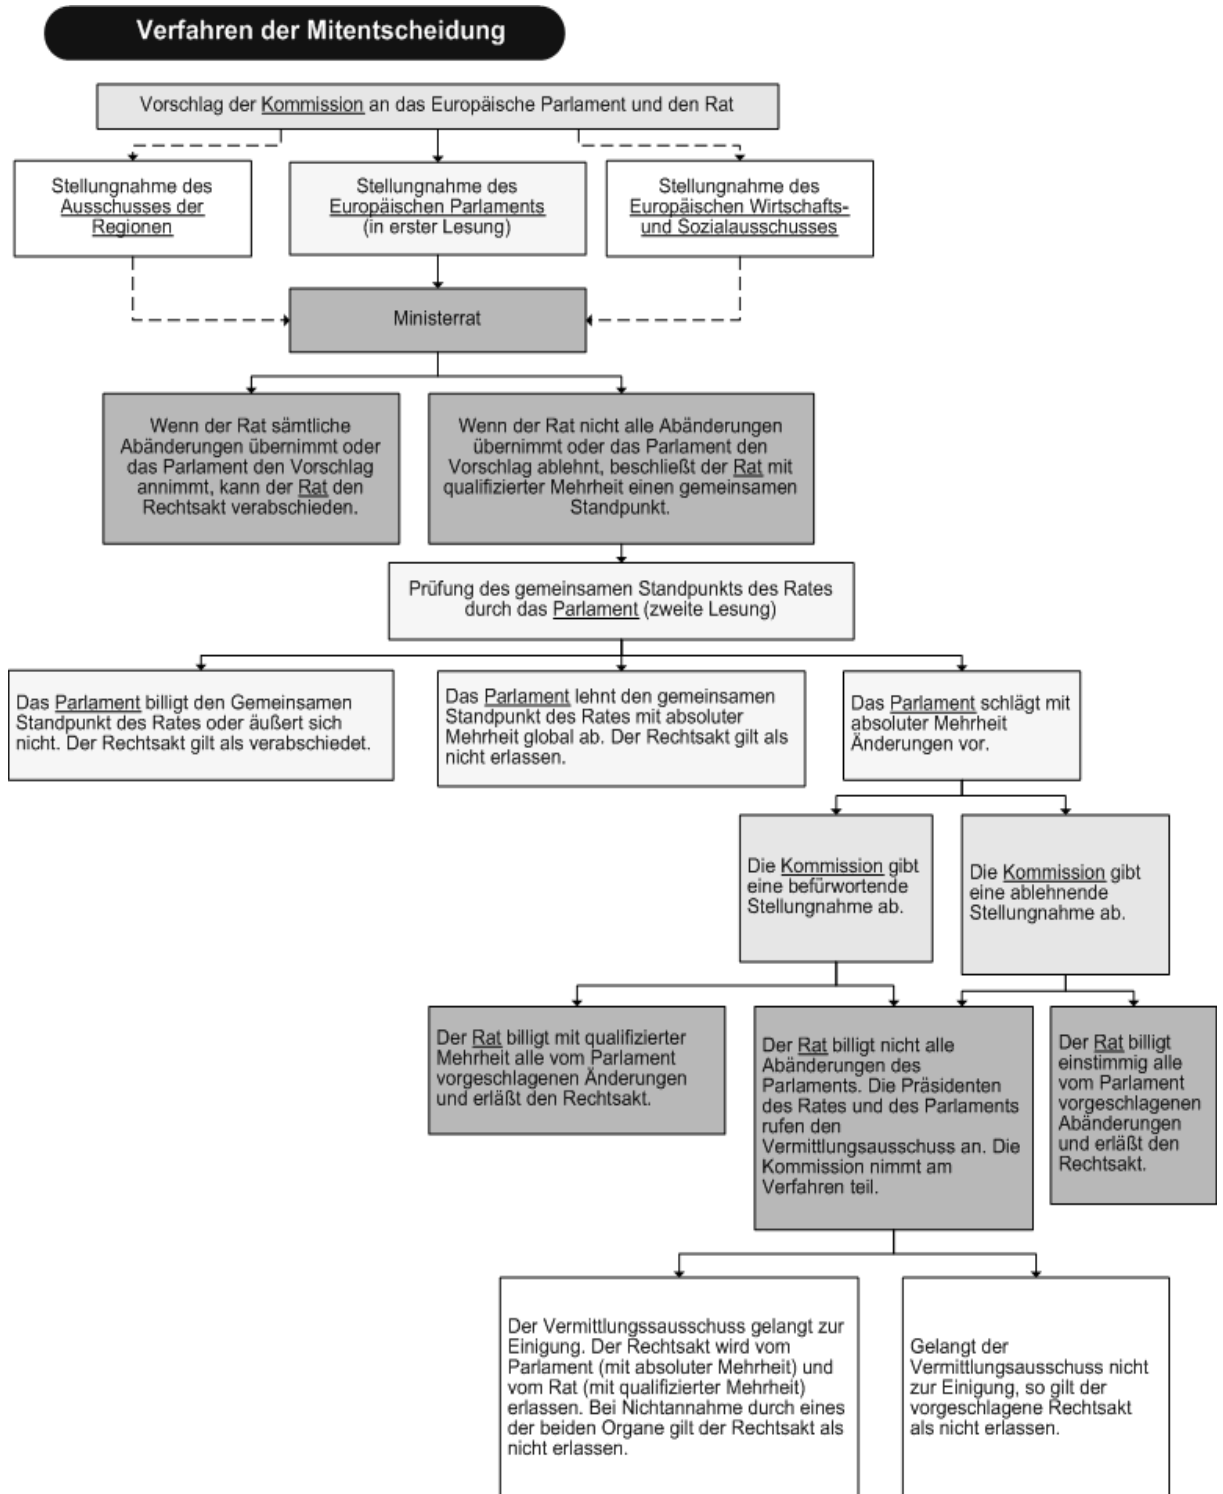 Verfahren der Mitentscheidung
Vorschlag der Kommission an das Europäische Parlament und den Rat
Stellungnahme des
Ausschusses der
Regionen
Stellungnahme des
Europäischen Parlaments
(in erster Lesung)
Stellungnahme des
Europäischen Wirtschafts-
und Sozialausschusses
Ministerrat
Wenn der Rat sämtliche
Abänderungen übernimmt oder
das Parlament den Vorschlag
annimmt, kann der Rat den
Rechtsakt verabschieden.
Wenn der Rat nicht alle Abänderungen
übernimmt oder das Parlament den
Vorschlag ablehnt, beschließt der Rat mit
qualifizierter Mehrheit einen gemeinsamen
Standpunkt.
Prüfung des gemeinsamen Standpunkts des Rates
durch das Parlament (zweite Lesung)
Das Parlament billigt den Gemeinsamen
Standpunkt des Rates oder äußert sich
nicht. Der Rechtsakt gilt als verabschiedet.
Das Parlament lehnt den gemeinsamen
Standpunkt des Rates mit absoluter
Mehrheit global ab. Der Rechtsakt gilt als
nicht erlassen.
Das Parlament schlägt mit
absoluter Mehrheit
Änderungen vor.
Die Kommission gibt
eine befürwortende
Stellungnahme ab.
Die Kommission gibt
eine ablehnende
Stellungnahme ab.
Der Rat billigt mit qualifizierter
Mehrheit alle vom Parlament
vorgeschlagenen Änderungen
und erläßt den Rechtsakt.
Der Rat billigt nicht alle
Abänderungen des
Parlaments. Die Präsidenten
des Rates und des Parlaments
rufen den
Vermittlungsausschuss an. Die
Kommission nimmt am
Verfahren teil.
Der Rat billigt
einstimmig alle
vom Parlament
vorgeschlagenen
Abänderungen
und erläßt den
Rechtsakt.
Der Vermittlungssausschuss gelangt zur
Einigung. Der Rechtsakt wird vom
Parlament (mit absoluter Mehrheit) und
vom Rat (mit qualifizierter Mehrheit)
erlassen. Bei Nichtannahme durch eines
der beiden Organe gilt der Rechtsakt als
nicht erlassen.
Gelangt der
Vermittlungsausschuss nicht
zur Einigung, so gilt der
vorgeschlagene Rechtsakt
als nicht erlassen.